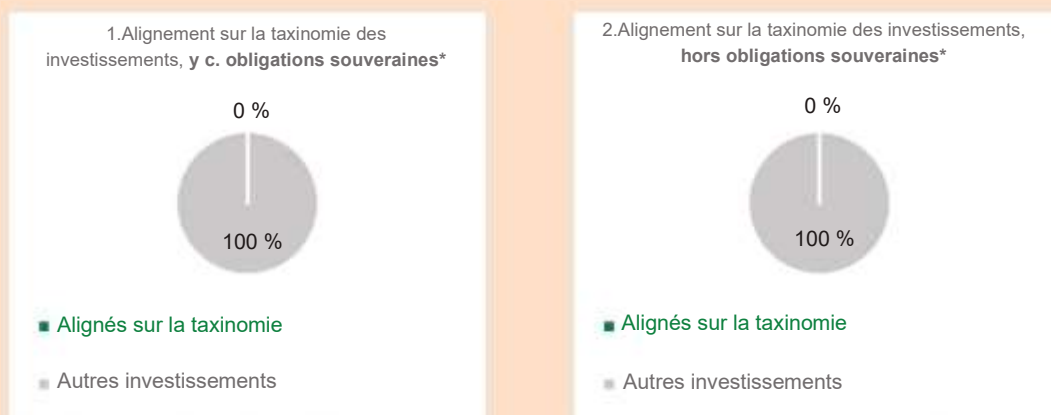 1.Alignement sur la taxinomie des
investissements, y c. obligations souveraines*
0 %
100 %
Alignés sur la taxinomie
Autres investissements
2.Alignement sur la taxinomie des investissements,
hors obligations souveraines*
0 %
100 %
Alignés sur la taxinomie
Autres investissements